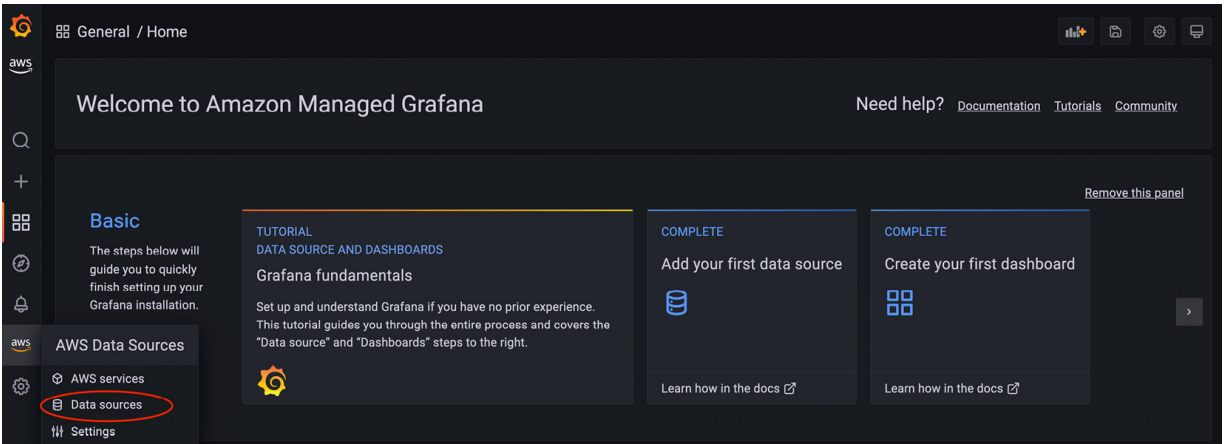 General / Home
aws
Welcome to Amazon Managed Grafana
Need help? Documentation Tutorials Community
Remove this panel
Basic
The steps below will
guide you to quickly
finish setting up your
Grafana installation.
TUTORIAL
DATA SOURCE AND DASHBOARDS
Grafana fundamentals
Set up and understand Grafana if you have no prior experience.
This tutorial guides you through the entire process and covers the
"Data source" and "Dashboards" steps to the right.
COMPLETE
Add your first data source
Learn how in the docs
COMPLETE
Create your first dashboard
Learn how in the docs
aws
AWS Data Sources
AWS services
Data sources
Settings